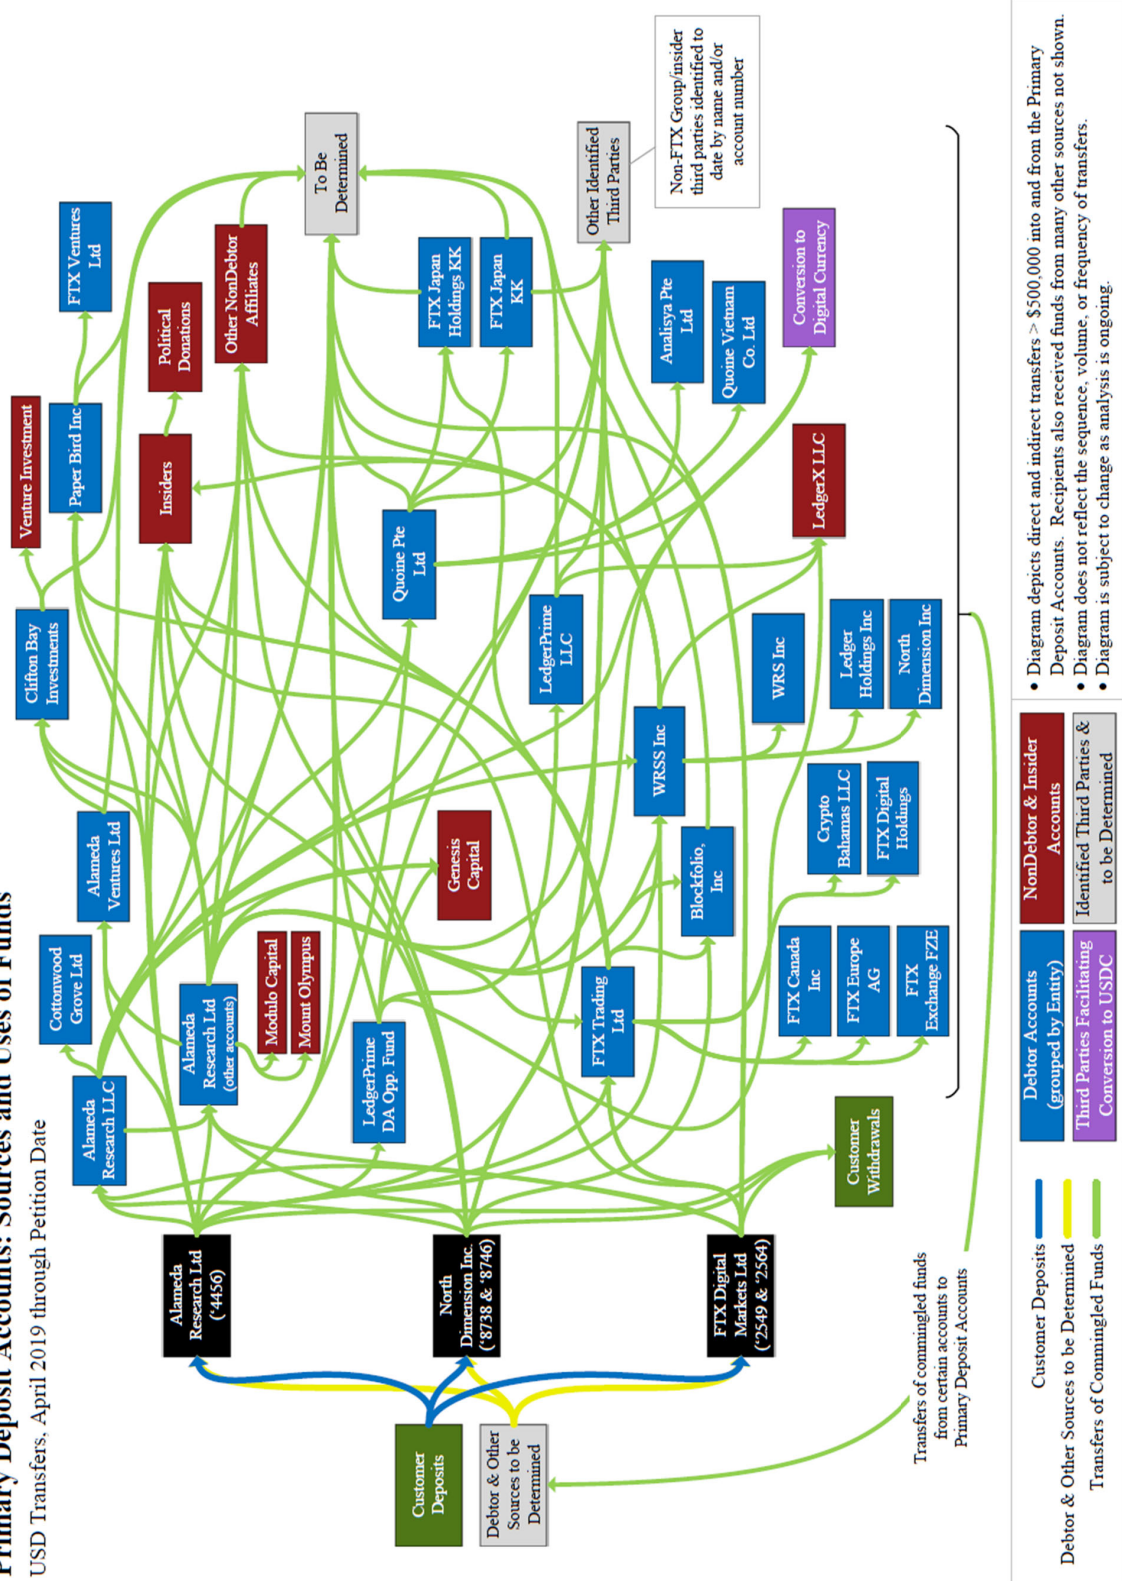 Primary Deposit Accounts: Sources and Uses of Funds
USD Transfers, April 2019 through Petition Date
Customer
Deposits
Debtor & Other
Sources to be
Determined
Alameda
Research Ltd
(‘4456)
North
Dimension Inc.
(‘8738 & ‘8746)
FTX Digital
Markets Ltd
(‘2549 & ‘2564)
Transfers of commingled funds
from certain accounts to
Primary Deposit Accounts
Customer
Withdrawals
Alameda
Research LLC
Cottonwood
Grove Ltd
Alameda
Research Ltd
(other accounts)
Modulo Capital
Mount Olympus
LedgerPrime
DA Opp. Fund
FTX Trading
Ltd
FTX Canada
Inc
FTX Europe
AG
FTX
Exchange FZE
Alameda
Ventures Ltd
Genesis
Capital
Blockfolio,
Inc
Crypto
Bahamas LLC
FTX Digital
Holdings
Clifton Bay
Investments
WRSS Inc
LedgerPrime
LLC
WRS Inc
Ledger
Holdings Inc
North
Dimension Inc
Venture Investment
Paper Bird Inc
Insiders
Quoine Pte
Ltd
LedgerX LLC
FTX Ventures
Ltd
Political
Donations
Other NonDebtor
Affiliates
FTX Japan
Holdings KK
FTX Japan
KK
Analisya Pte
Ltd
Quoine Vietnam
Co. Ltd
Conversion to
Digital Currency
To Be
Determined
Other Identified
Third Parties
Non-FTX Group/insider
third parties identified to
date by name and/or
account number
Customer Deposits
Debtor & Other Sources to be Determined
Transfers of Commingled Funds
Debtor Accounts
(grouped by Entity)
NonDebtor & Insider
Accounts
Third Parties Facilitating
Conversion to USDC
Identified Third Parties &
to be Determined
• Diagram depicts direct and indirect transfers > $500,000 into and from the Primary
Deposit Accounts. Recipients also received funds from many other sources not shown.
• Diagram does not reflect the sequence, volume, or frequency of transfers.
• Diagram is subject to change as analysis is ongoing.